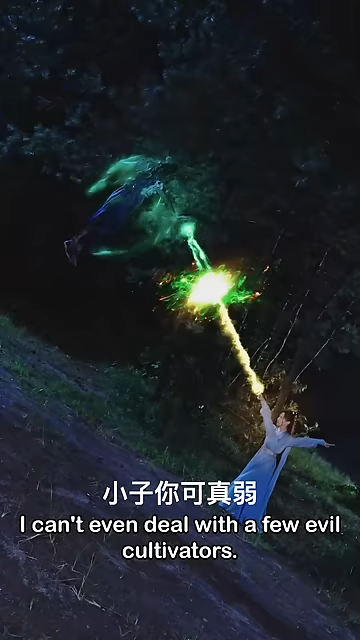 小子你可真弱
I can't even deal with a few evil
cultivators.